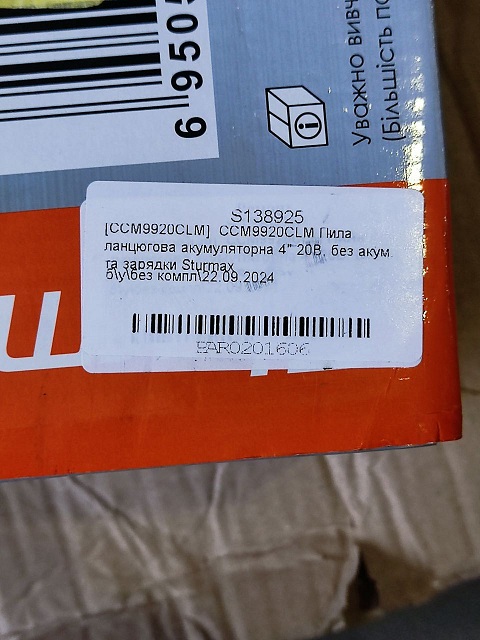 6 9505
Уважно вивч
(Більшість по
S138925
[CCM9920CLM] CCM9920CLM Пила
ланцюгова акумуляторна 4" 20В, без акум.
та зарядки Sturmax
б\у\без компл\22.09.2024
EAR0201606